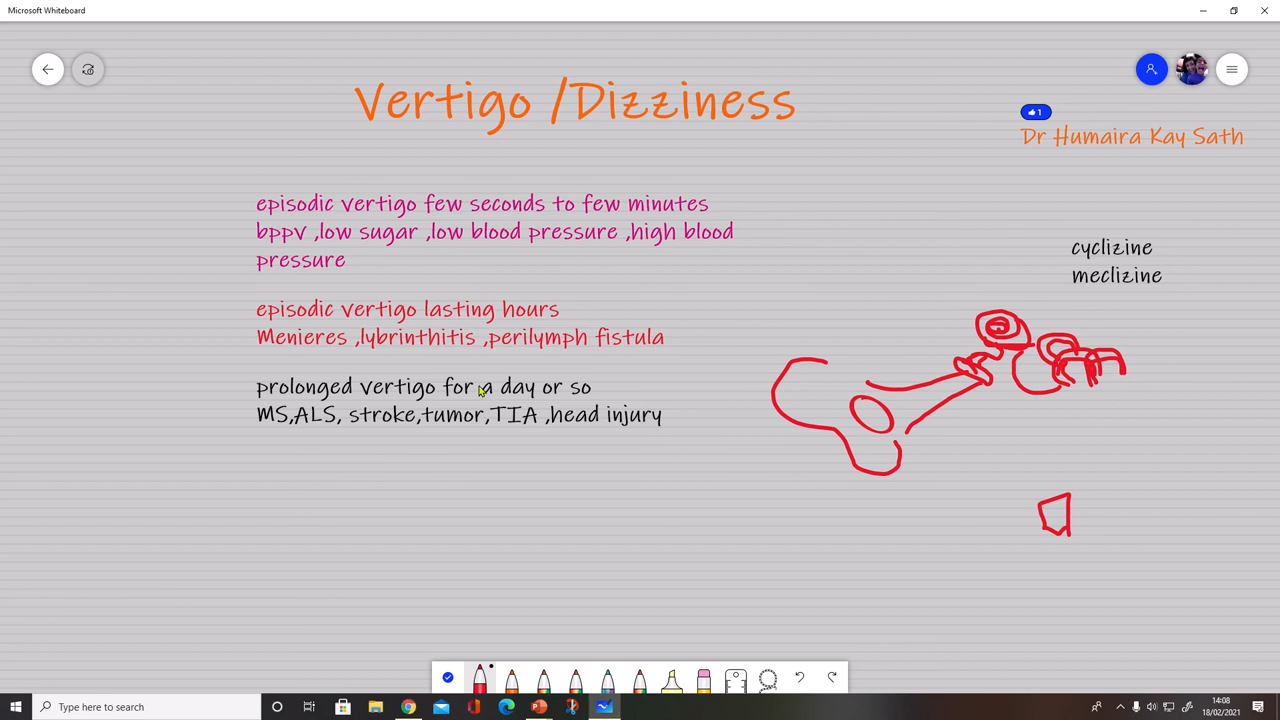 Microsoft Whiteboard
Vertigo /Dizziness
1
Dr Humaira Kay Sath
episodic vertigo few seconds to few minutes
bppv ,low sugar ,low blood pressure ,high blood
pressure
cyclizine
meclizine
episodic vertigo lasting hours
Menieres ,lybrinthitis ,perilymph fistula
prolonged vertigo for a day or so
MS,ALS, stroke,tumor,TIA ,head injury
Type here to search
14:08
18/02/2021